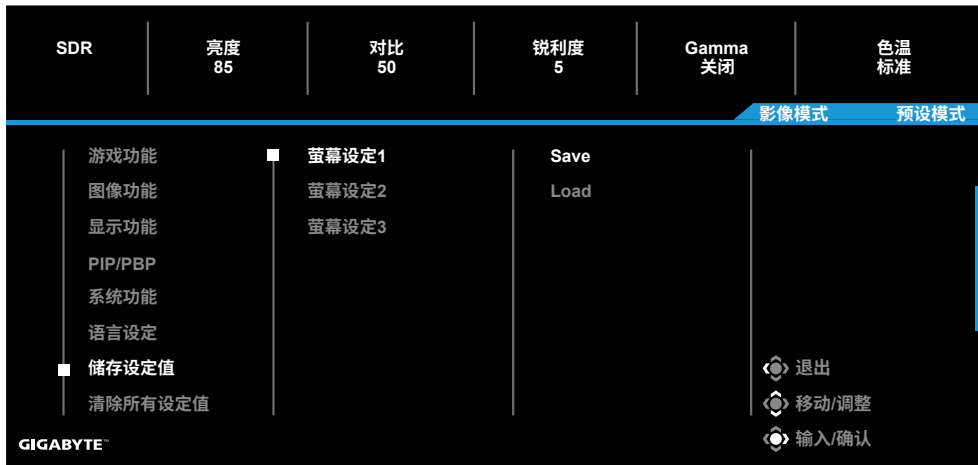 SDR
亮度
85
对比
50
锐利度
5
Gamma
关闭
色温
标准
影像模式
预设模式
游戏功能
图像功能
显示功能
PIP/PBP
系统功能
语言设定
储存设定值
清除所有设定值
萤幕设定1
萤幕设定2
萤幕设定3
Save
Load
退出
移动/调整
输入/确认
GIGABYTE™